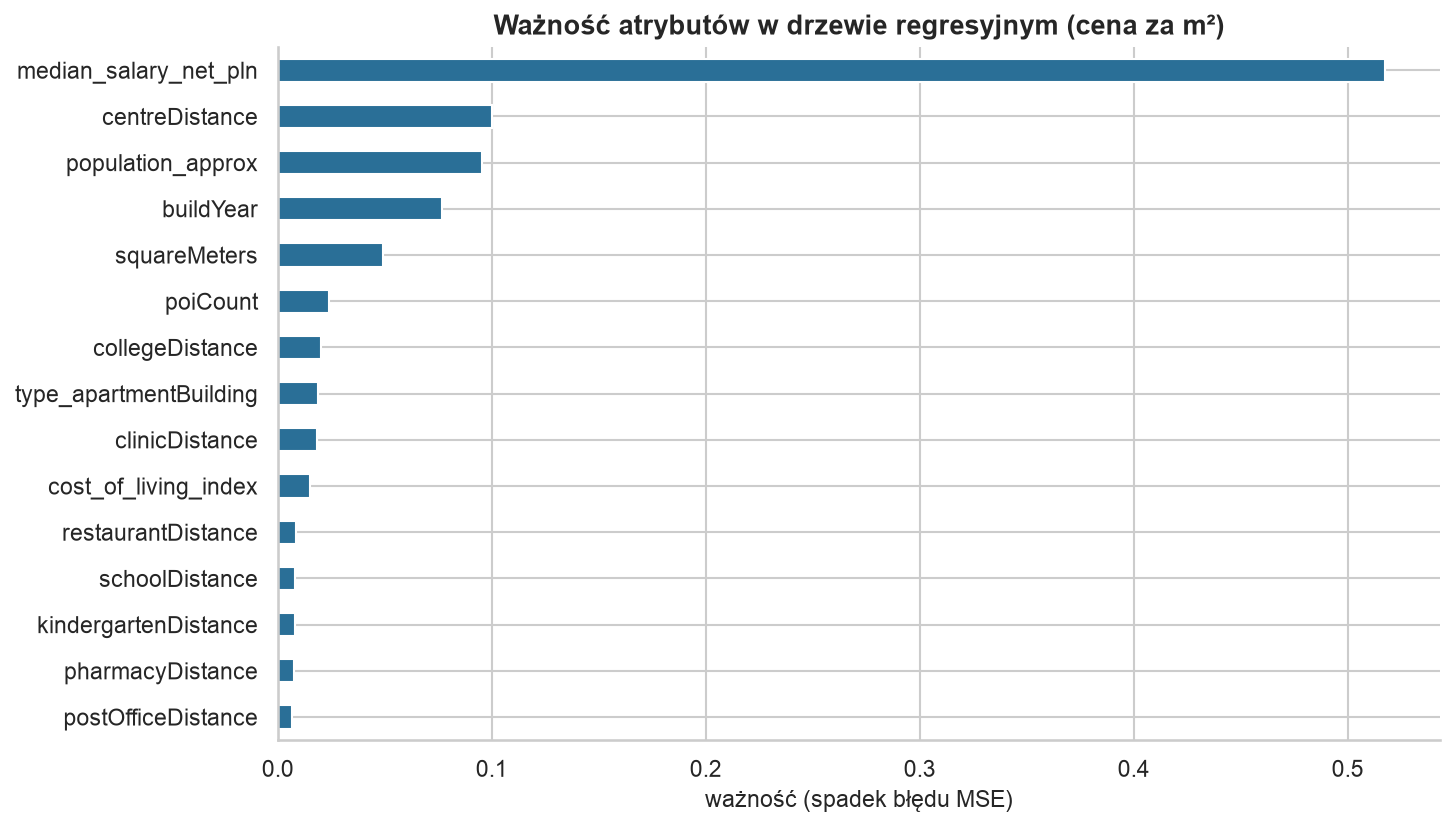 Ważność atrybutów w drzewie regresyjnym (cena za m²)
median_salary_net_pln
centreDistance
population_approx
buildYear
squareMeters
poiCount
collegeDistance
type_apartmentBuilding
clinicDistance
cost_of_living_index
restaurantDistance
schoolDistance
kindergartenDistance
pharmacyDistance
postOfficeDistance
0.0 0.1 0.2 0.3 0.4 0.5
ważność (spadek błędu MSE)